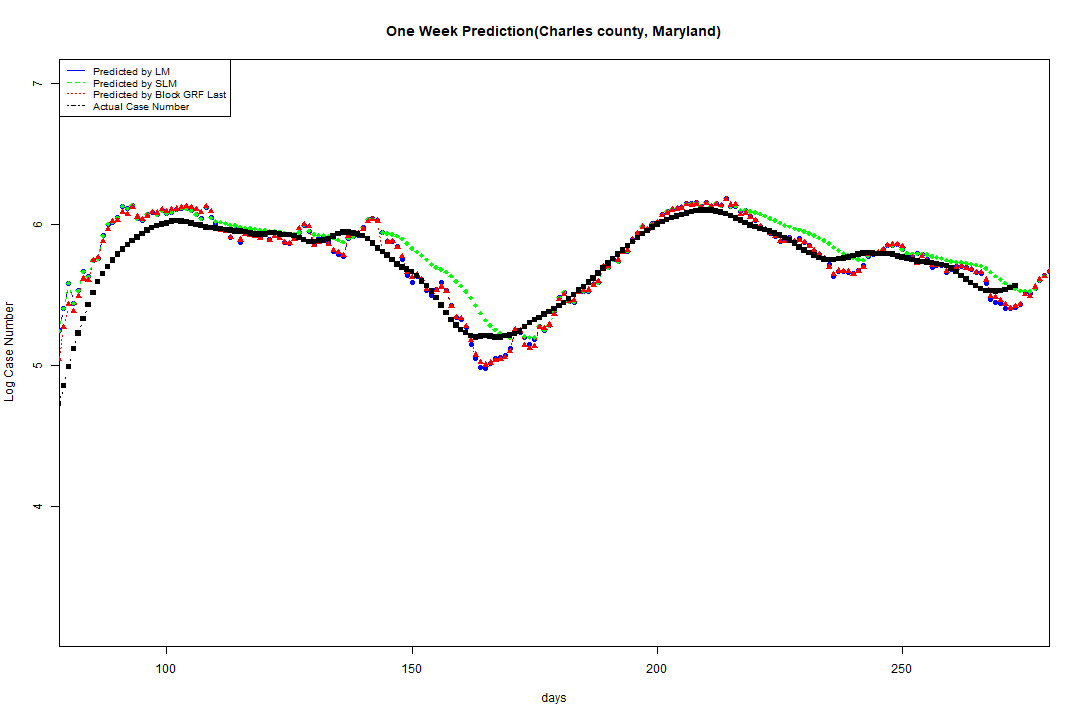 One Week Prediction(Charles county, Maryland)
Predicted by LM
Predicted by SLM
Predicted by Block GRF Last
Actual Case Number
7
6
5
4
Log Case Number
100 150 200 250
days